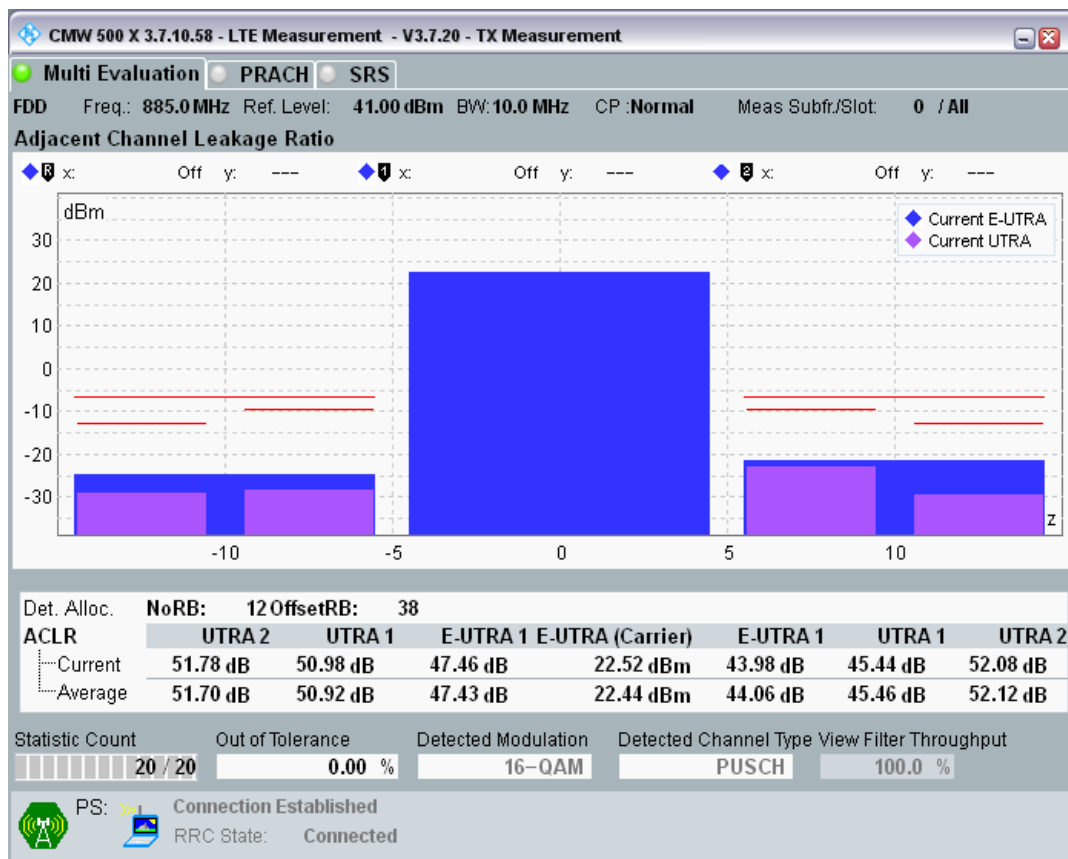 CMW 500 X 3.7.10.58 - LTE Measurement - V3.7.20 - TX Measurement
Multi Evaluation PRACH SRS
FDD Freq.: 885.0 MHz Ref. Level: 41.00 dBm BW: 10.0 MHz CP :Normal Meas Subfr./Slot: 0 / All
Adjacent Channel Leakage Ratio
R x: Off y: --- 1 x: Off y: --- 2 x: Off y: ---
dBm
Current E-UTRA
Current UTRA
30
20
10
0
-10
-20
-30
z
-10 -5 0 5 10
Det. Alloc. NoRB: 12 OffsetRB: 38
ACLR UTRA 2 UTRA 1 E-UTRA 1 E-UTRA (Carrier) E-UTRA 1 UTRA 1 UTRA 2
Current 51.78 dB 50.98 dB 47.46 dB 22.52 dBm 43.98 dB 45.44 dB 52.08 dB
Average 51.70 dB 50.92 dB 47.43 dB 22.44 dBm 44.06 dB 45.46 dB 52.12 dB
Statistic Count Out of Tolerance Detected Modulation Detected Channel Type View Filter Throughput
20 / 20 0.00 % 16-QAM PUSCH 100.0 %
PS: Connection Established
RRC State: Connected